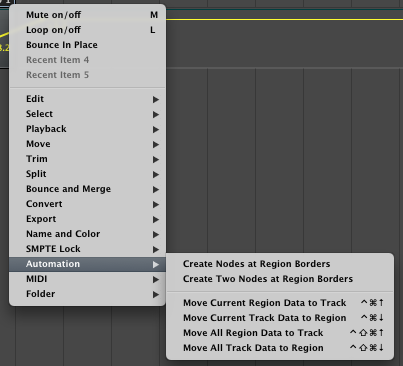 Mute on/off M
Loop on/off L
Bounce In Place
Recent Item 4
Recent Item 5
Edit
Select
Playback
Move
Trim
Split
Bounce and Merge
Convert
Export
Name and Color
SMPTE Lock
Automation
MIDI
Folder
Create Nodes at Region Borders
Create Two Nodes at Region Borders
Move Current Region Data to Track ^⌘↑
Move Current Track Data to Region ^⌘↓
Move All Region Data to Track ^⇧⌘↑
Move All Track Data to Region ^⇧⌘↓